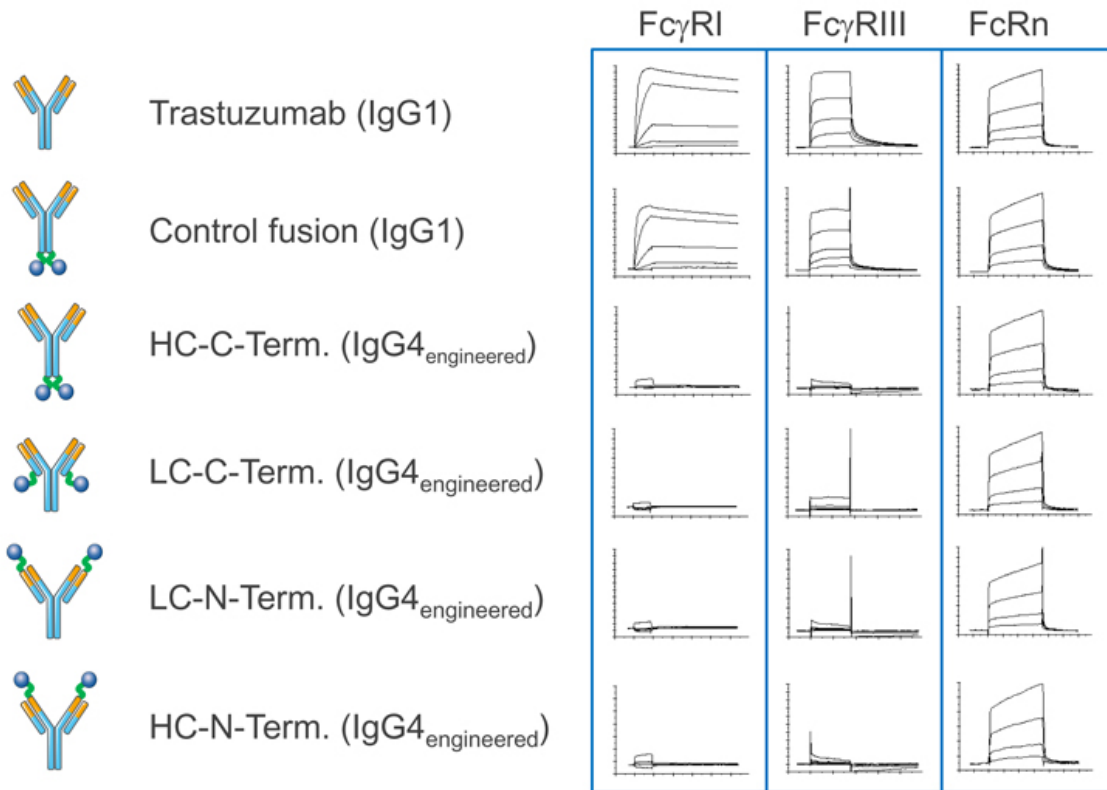 FcγRI FcγRIII FcRn
Trastuzumab (IgG1)
Control fusion (IgG1)
HC-C-Term. (IgG4engineered)
LC-C-Term. (IgG4engineered)
LC-N-Term. (IgG4engineered)
HC-N-Term. (IgG4engineered)